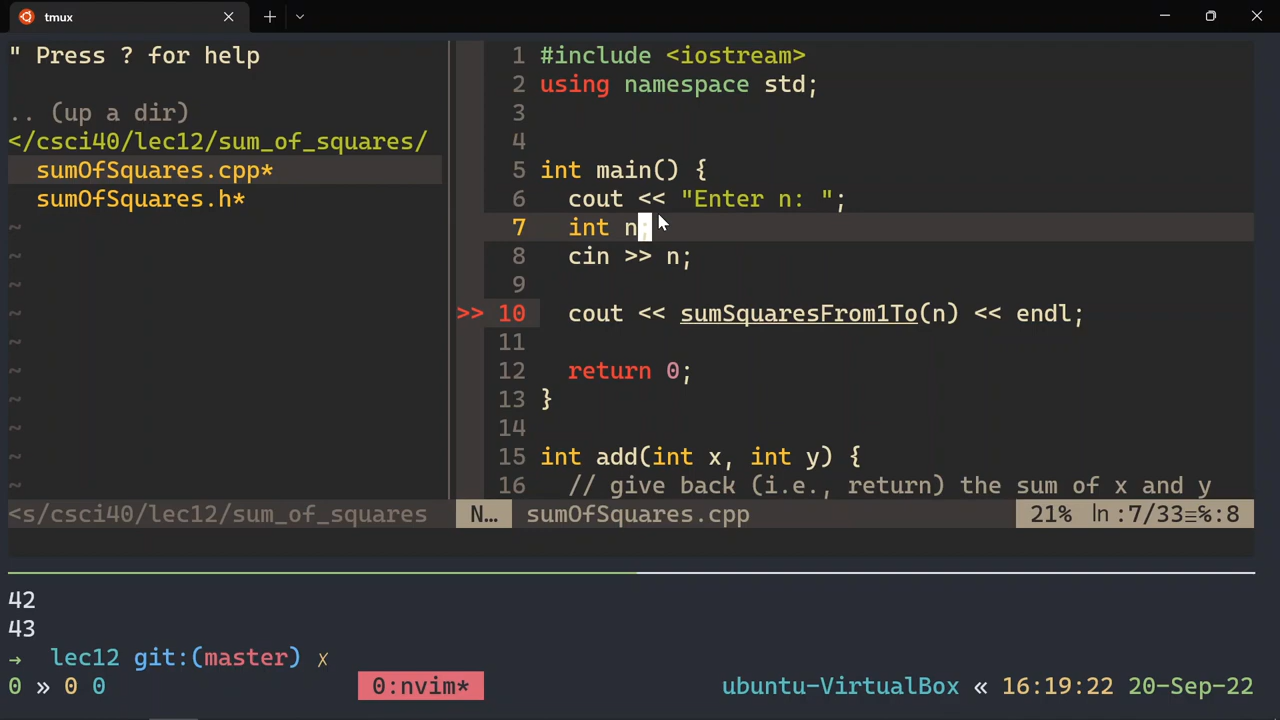 tmux
" Press ? for help
.. (up a dir)
</csci40/lec12/sum_of_squares/
sumOfSquares.cpp*
sumOfSquares.h*
~
~
~
~
~
~
~
~
~
~
<s/csci40/lec12/sum_of_squares
1 #include <iostream>
2 using namespace std;
3
4
5 int main() {
6 cout << "Enter n: ";
7 int n;
8 cin >> n;
9
>> 10 cout << sumSquaresFrom1To(n) << endl;
11
12 return 0;
13 }
14
15 int add(int x, int y) {
16 // give back (i.e., return) the sum of x and y
N… sumOfSquares.cpp 21% ln :7/33≡℅:8
42
43
→ lec12 git:(master) ✗
0 » 0 0 0:nvim* ubuntu-VirtualBox « 16:19:22 20-Sep-22